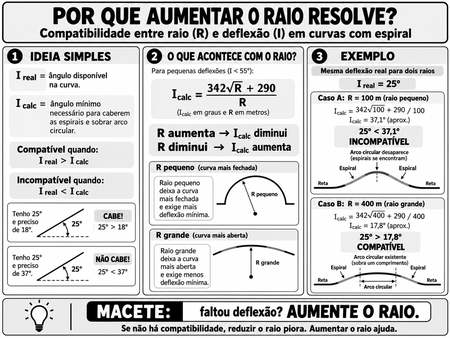 POR QUE AUMENTAR O RAIO RESOLVE?
Compatibilidade entre raio (R) e deflexão (I) em curvas com espiral
1 IDEIA SIMPLES
I real = ângulo disponível
na curva.
I calc = ângulo mínimo
necessário para caberem
as espirais e sobrar arco
circular.
Compatível quando:
I real > I calc
Incompatível quando:
I real < I calc
Tenho 25°
e preciso
de 18°.
25°
CABE!
25° > 18°
Tenho 25°
e preciso
de 37°.
25°
NÃO CABE!
25° < 37°
2 O QUE ACONTECE COM O RAIO?
Para pequenas deflexões (I < 55°):
I calc = 342√R + 290
R
(I calc em graus e R em metros)
R aumenta → I calc diminui
R diminui → I calc aumenta
R pequeno (curva mais fechada)
Raio pequeno
deixa a curva
mais fechada
e exige mais
deflexão mínima.
R pequeno
R grande (curva mais aberta)
Raio grande
deixa a curva
mais aberta
e exige menos
deflexão mínima.
R grande
3 EXEMPLO
Mesma deflexão real para dois raios
I real = 25°
Caso A: R = 100 m (raio pequeno)
I calc = 342√100 + 290 / 100
I calc = 37,1° (aprox.)
25° < 37,1°
INCOMPATÍVEL
Arco circular desaparece
(espirais se encontram)
Espiral Espiral
Reta Reta
Caso B: R = 400 m (raio grande)
I calc = 342√400 + 290 / 400
I calc = 17,8° (aprox.)
25° > 17,8°
COMPATÍVEL
Arco circular existente
(sobra um comprimento)
Espiral Espiral
Reta Arco circular Reta
MACETE: faltou deflexão? AUMENTE O RAIO.
Se não há compatibilidade, reduzir o raio piora. Aumentar o raio ajuda.